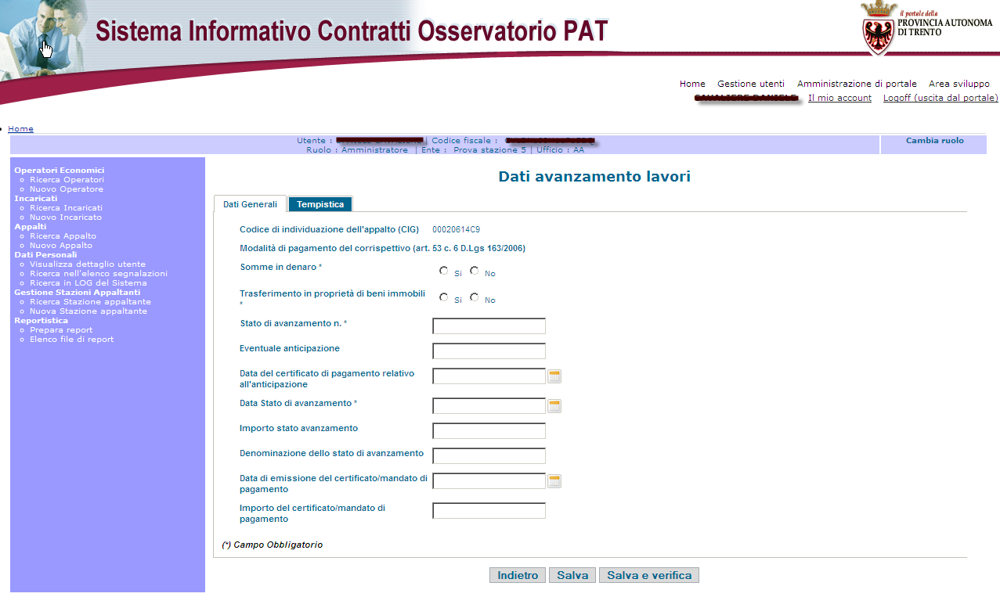 Sistema Informativo Contratti Osservatorio PAT
il portale della
PROVINCIA AUTONOMA
DI TRENTO
Home Gestione utenti Amministrazione di portale Area sviluppo
Il mio account Logoff (uscita dal portale)
Home
Utente : | Codice fiscale :
Ruolo : Amministratore | Ente : Prova stazione 5 | Ufficio : AA
Cambia ruolo
Operatori Economici
Ricerca Operatori
Nuovo Operatore
Incaricati
Ricerca Incaricati
Nuovo Incaricato
Appalti
Ricerca Appalto
Nuovo Appalto
Dati Personali
Visualizza dettaglio utente
Ricerca nell'elenco segnalazioni
Ricerca in LOG del Sistema
Gestione Stazioni Appaltanti
Ricerca Stazione appaltante
Nuova Stazione appaltante
Reportistica
Prepara report
Elenco file di report
Dati avanzamento lavori
Dati Generali Tempistica
Codice di individuazione dell'appalto (CIG) 00020614C9
Modalità di pagamento del corrispettivo (art. 53 c. 6 D.Lgs 163/2006)
Somme in denaro * Si No
Trasferimento in proprietà di beni immobili Si No
*
Stato di avanzamento n. *
Eventuale anticipazione
Data del certificato di pagamento relativo
all'anticipazione
Data Stato di avanzamento *
Importo stato avanzamento
Denominazione dello stato di avanzamento
Data di emissione del certificato/mandato di
pagamento
Importo del certificato/mandato di
pagamento
(*) Campo Obbligatorio
Indietro Salva Salva e verifica